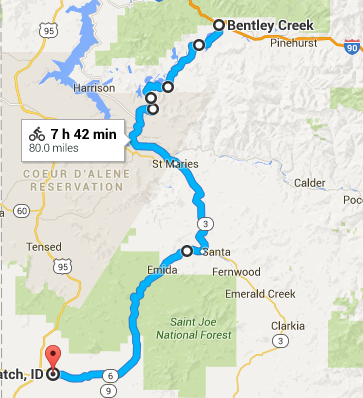 95
Bentley Creek
Pinehurst
90
Harrison
7 h 42 min
80.0 miles
COEUR D'ALENE
RESERVATION
St Maries
Calder
60
3
Tensed
Santa
95
Emida
Fernwood
Emerald Creek
Saint Joe
National Forest
Clarkia
3
atch, ID
6
9